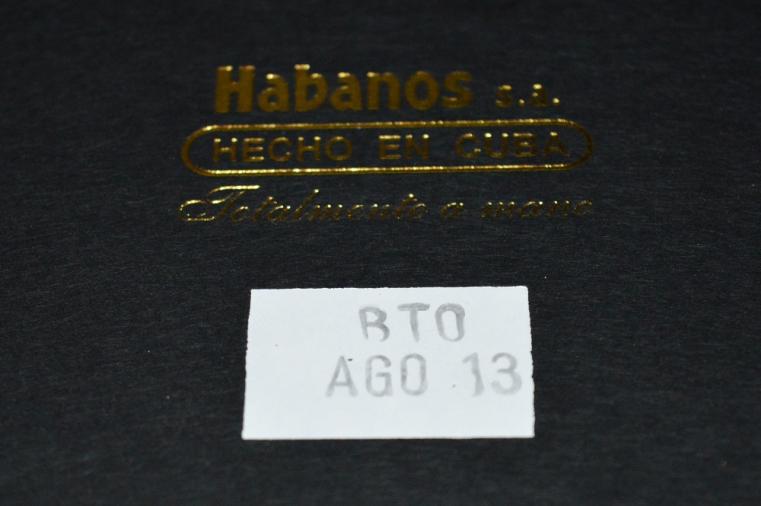 Habanos s.a.
HECHO EN CUBA
Totalmente a mano
BTO
AGO 13